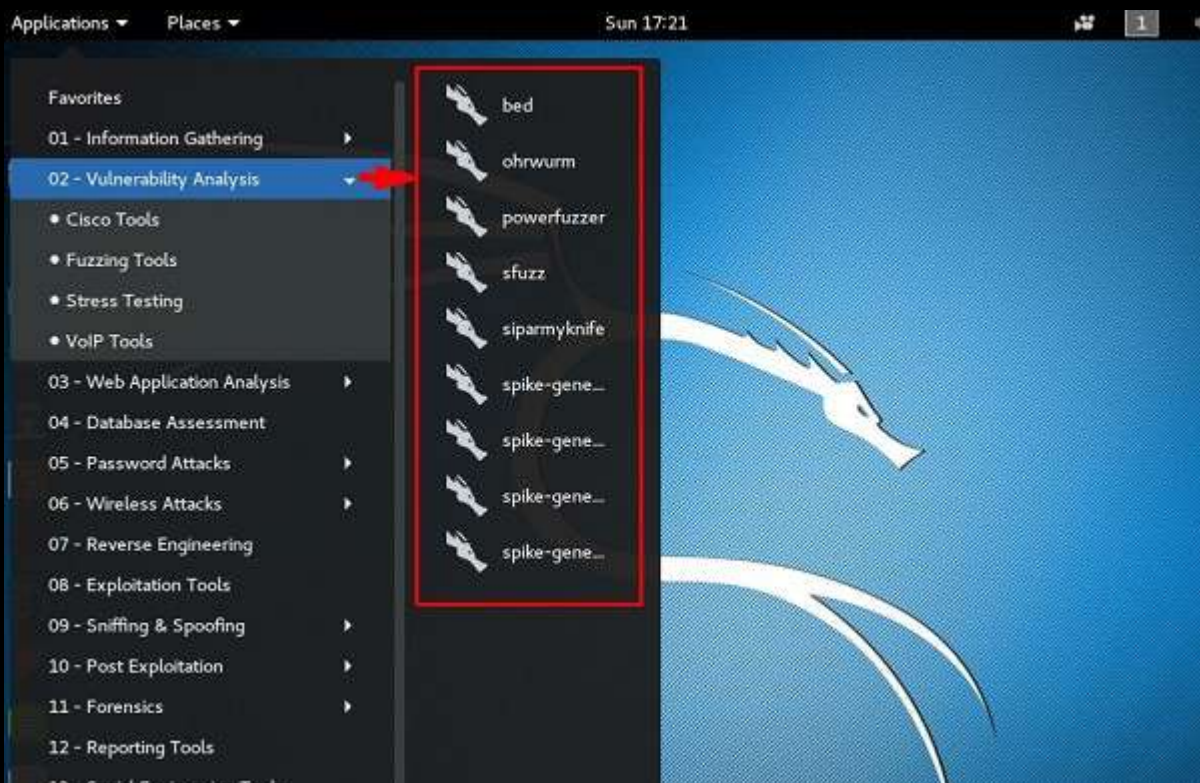 Applications Places Sun 17:21 1
Favorites
01 - Information Gathering
02 - Vulnerability Analysis
• Cisco Tools
• Fuzzing Tools
• Stress Testing
• VoIP Tools
03 - Web Application Analysis
04 - Database Assessment
05 - Password Attacks
06 - Wireless Attacks
07 - Reverse Engineering
08 - Exploitation Tools
09 - Sniffing & Spoofing
10 - Post Exploitation
11 - Forensics
12 - Reporting Tools
bed
ohrwurm
powerfuzzer
sfuzz
siparmyknife
spike-gene...
spike-gene...
spike-gene...
spike-gene...